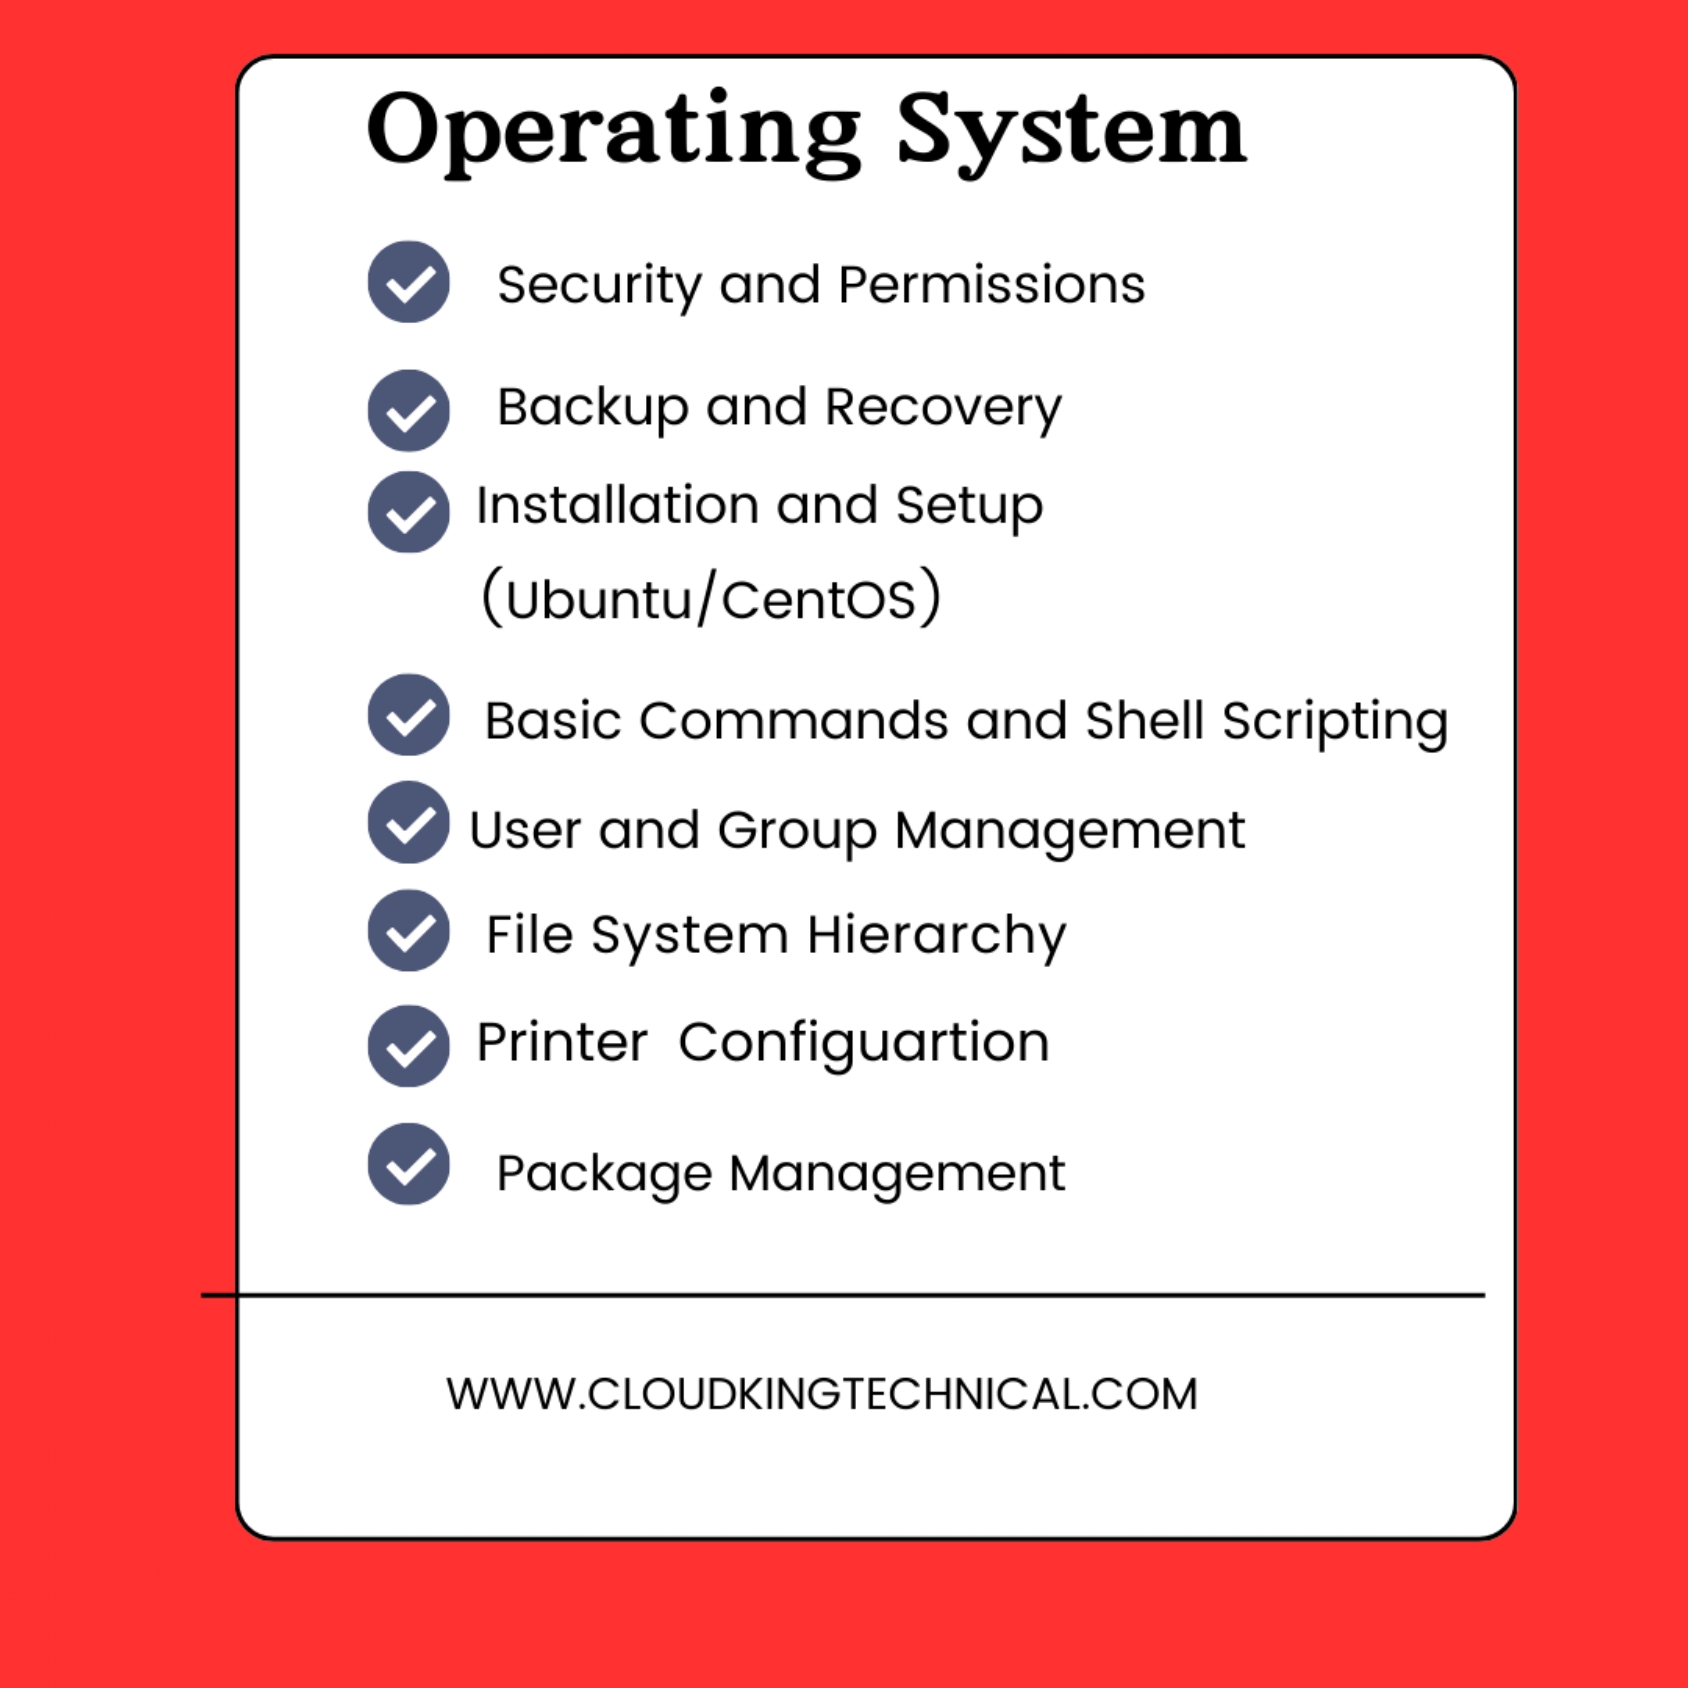 Operating System
Security and Permissions
Backup and Recovery
Installation and Setup
(Ubuntu/CentOS)
Basic Commands and Shell Scripting
User and Group Management
File System Hierarchy
Printer Configuartion
Package Management
WWW.CLOUDKINGTECHNICAL.COM